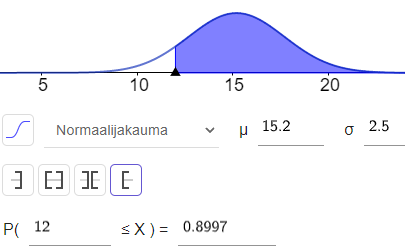 5 10 15 20
Normaalijakauma μ 15.2 σ 2.5
P( 12 ≤ X ) = 0.8997